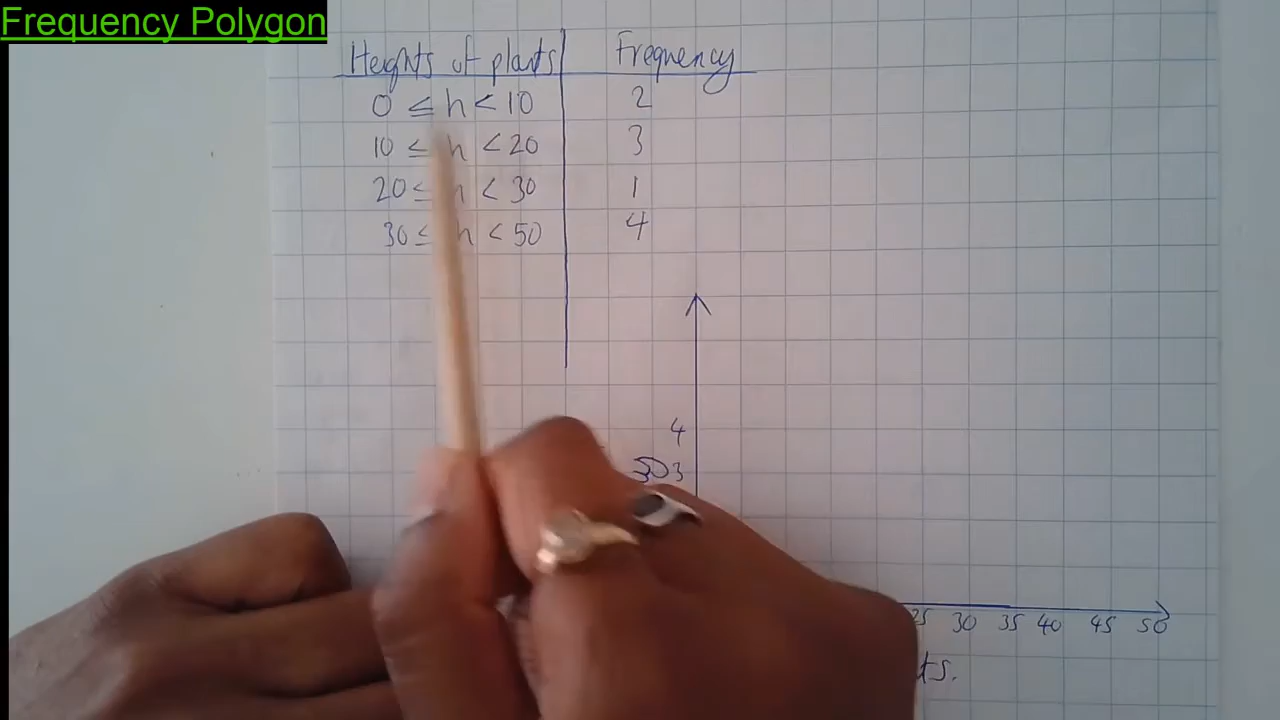 Frequency Polygon
Heights of plants Frequency
0 ≤ h < 10 2
10 ≤ h < 20 3
20 ≤ h < 30 1
30 ≤ h < 50 4
4
3
25 30 35 40 45 50